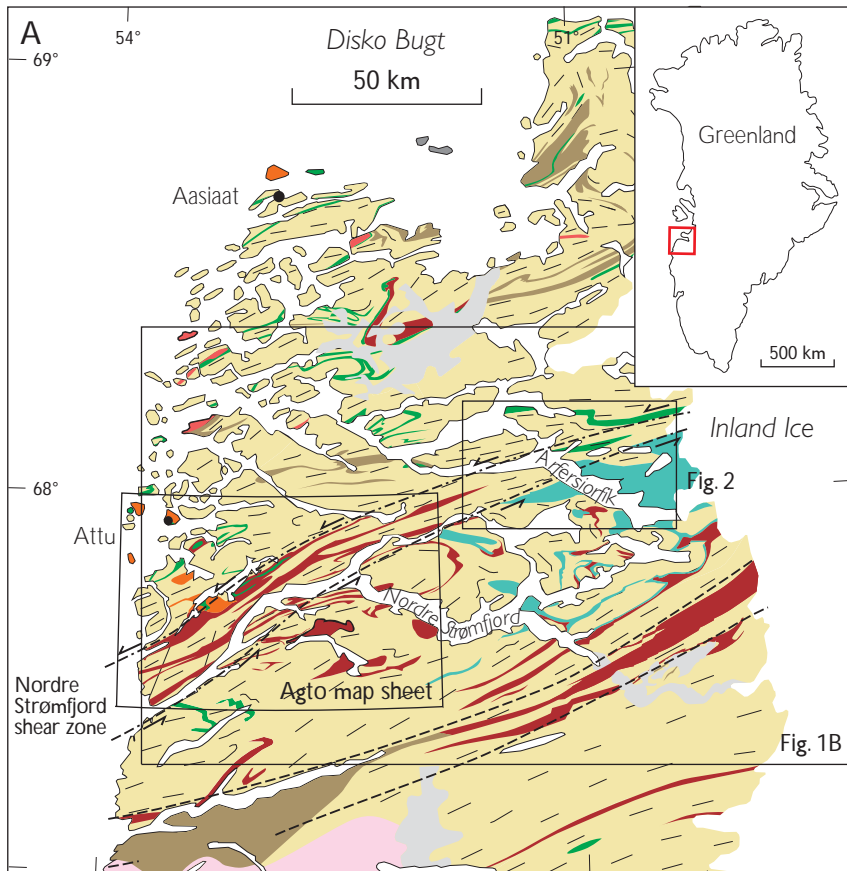 A
54°
Disko Bugt
51°
69°
50 km
Greenland
Aasiaat
500 km
Inland Ice
Arfersiorfik
68°
Fig. 2
Attu
Nordre Strømfjord
Nordre
Strømfjord
shear zone
Agto map sheet
Fig. 1B